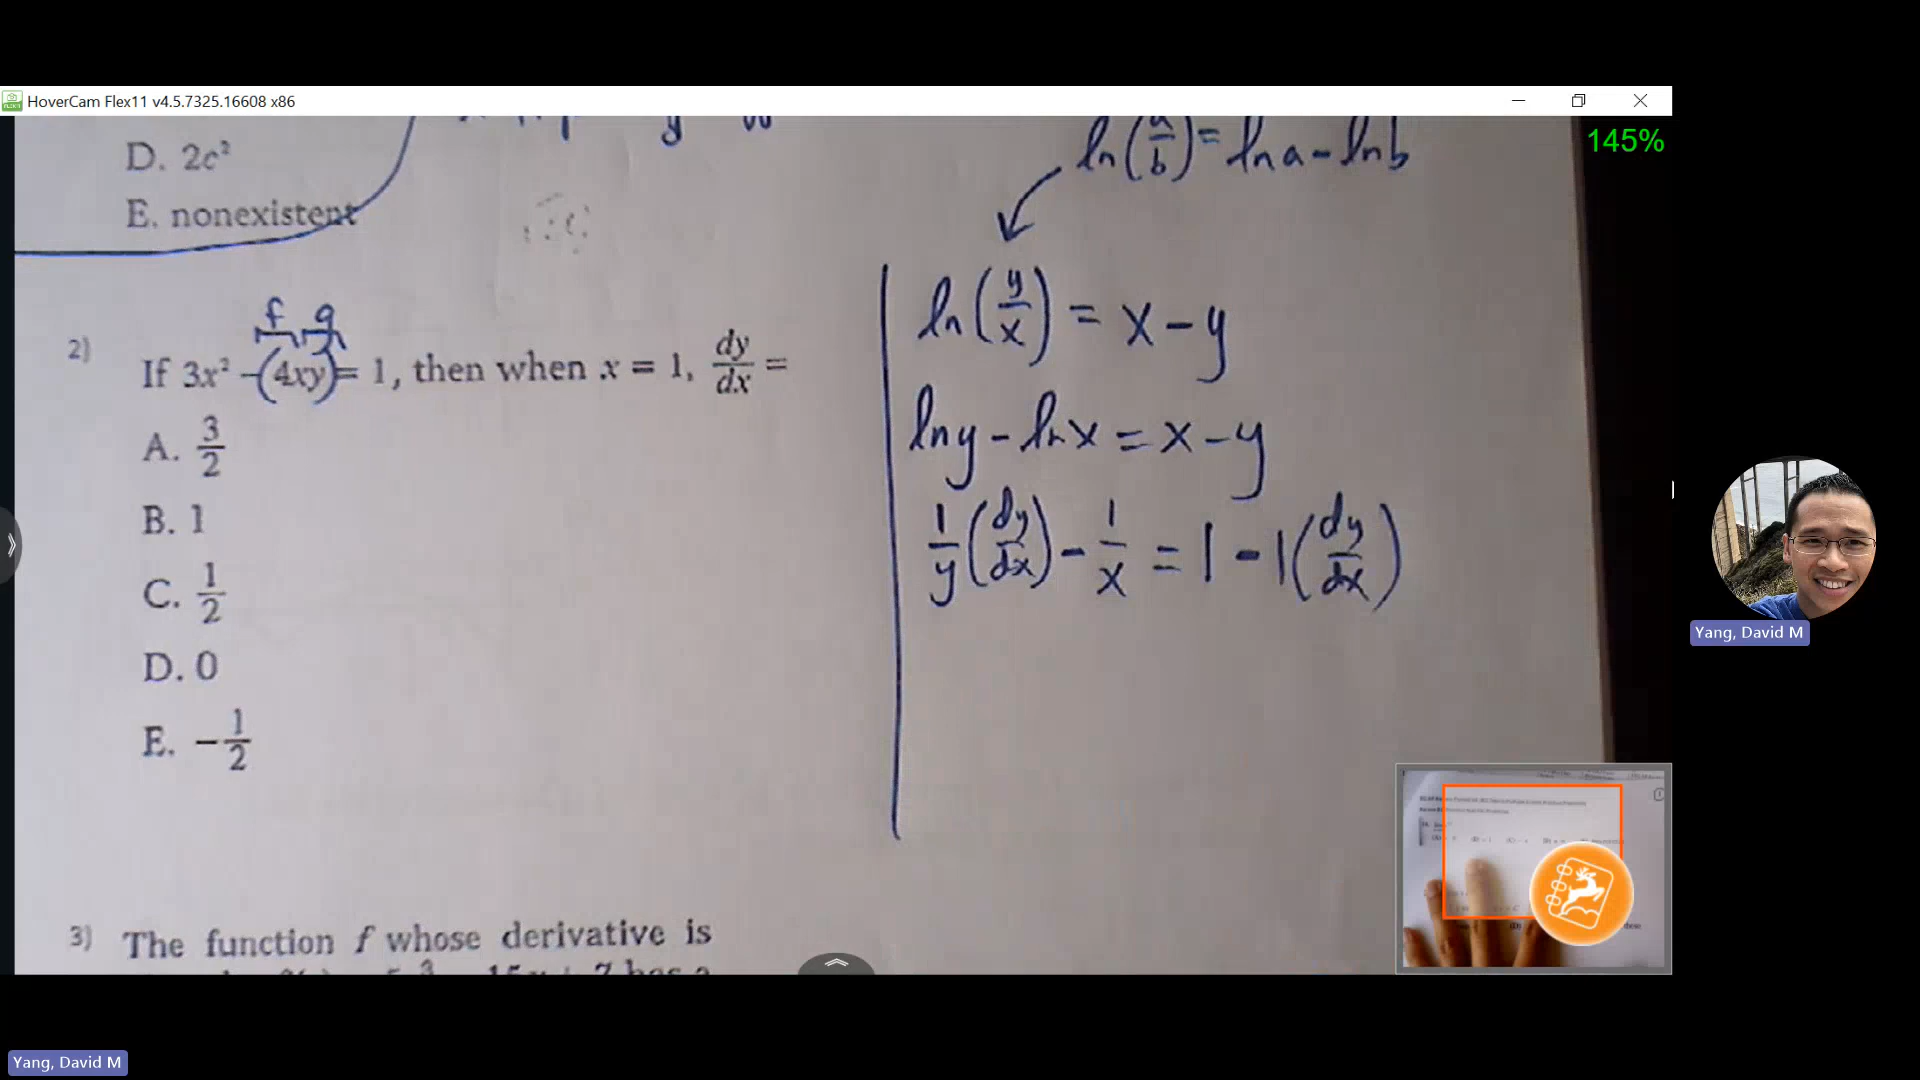 HoverCam Flex11 v4.5.7325.16608 x86
145%
D. 2c²
E. nonexistent
ln(a/b) = ln a - ln b
2)
f g
If 3x² - (4xy) = 1, then when x = 1, dy/dx =
A. 3/2
B. 1
C. 1/2
D. 0
E. -1/2
ln(y/x) = x - y
ln y - ln x = x - y
1/y (dy/dx) - 1/x = 1 - 1(dy/dx)
3) The function f whose derivative is
Yang, David M
Yang, David M